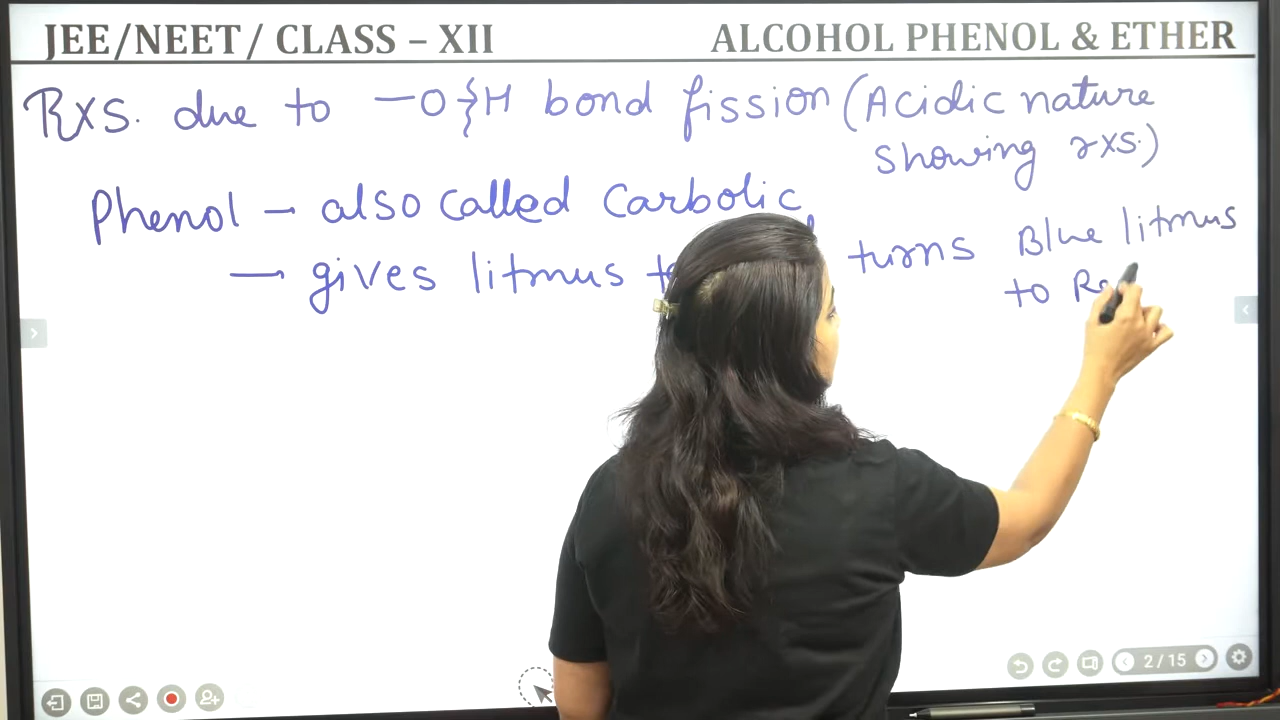 JEE/NEET/ CLASS – XII
ALCOHOL PHENOL & ETHER
Rxs. due to —O}H bond fission (Acidic nature
showing rxs.)
Phenol — also called Carbolic
— gives litmus
turns Blue litmus
to
2/15